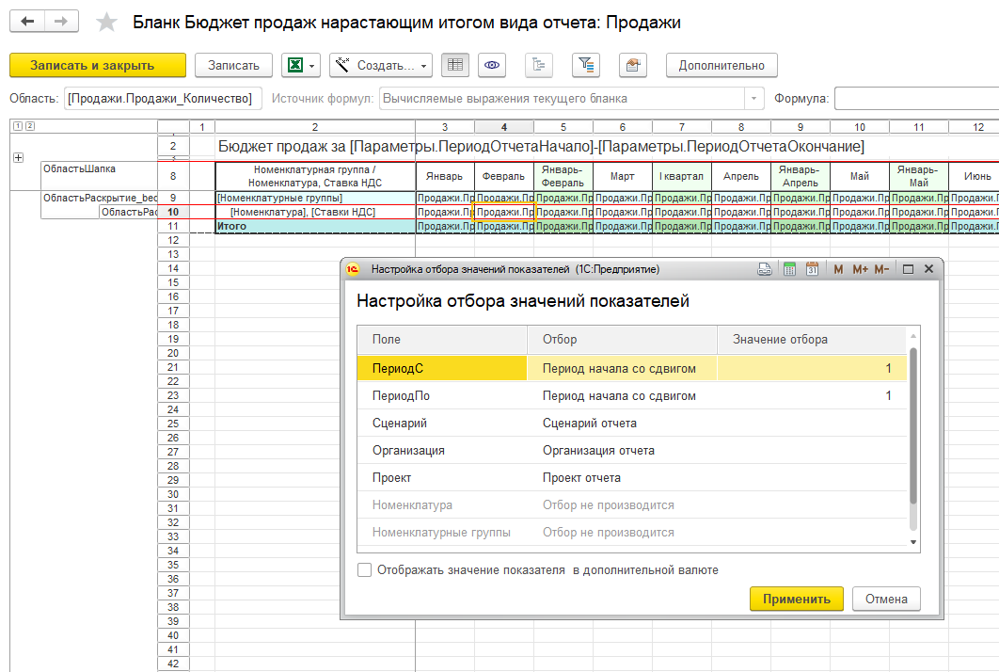 Бланк Бюджет продаж нарастающим итогом вида отчета: Продажи
Записать и закрыть Записать Создать... Дополнительно
Область: [Продажи.Продажи_Количество] Источник формул: Вычисляемые выражения текущего бланка Формула:
1 2 1 2 3 4 5 6 7 8 9 10 11 12
2 Бюджет продаж за [Параметры.ПериодОтчетаНачало]-[Параметры.ПериодОтчетаОкончание]
ОбластьШапка 8 Номенклатурная группа / Номенклатура, Ставка НДС Январь Февраль Январь-Февраль Март I квартал Апрель Январь-Апрель Май Январь-Май Июнь
ОбластьРаскрытие_bec 9 [Номенклатурные группы] Продажи.Пр Продажи.Пр Продажи.Пр Продажи.Пр Продажи.Пр Продажи.Пр Продажи.Пр Продажи.Пр Продажи.Пр Продажи.Пр
ОбластьРас 10 [Номенклатура], [Ставки НДС] Продажи.Пр Продажи.Пр Продажи.Пр Продажи.Пр Продажи.Пр Продажи.Пр Продажи.Пр Продажи.Пр Продажи.Пр Продажи.Пр
11 Итого Продажи.Пр Продажи.Пр Продажи.Пр Продажи.Пр Продажи.Пр Продажи.Пр Продажи.Пр Продажи.Пр Продажи.Пр Продажи.Пр
12
13
14
15
16
17
18
19
20
21
22
23
24
25
26
27
28
29
30
31
32
33
34
35
36
37
38
39
40
41
42
1С Настройка отбора значений показателей (1С:Предприятие) 31 M M+ M-
Настройка отбора значений показателей
Поле Отбор Значение отбора
ПериодС Период начала со сдвигом 1
ПериодПо Период начала со сдвигом 1
Сценарий Сценарий отчета
Организация Организация отчета
Проект Проект отчета
Номенклатура Отбор не производится
Номенклатурные группы Отбор не производится
Отображать значение показателя в дополнительной валюте
Применить Отмена